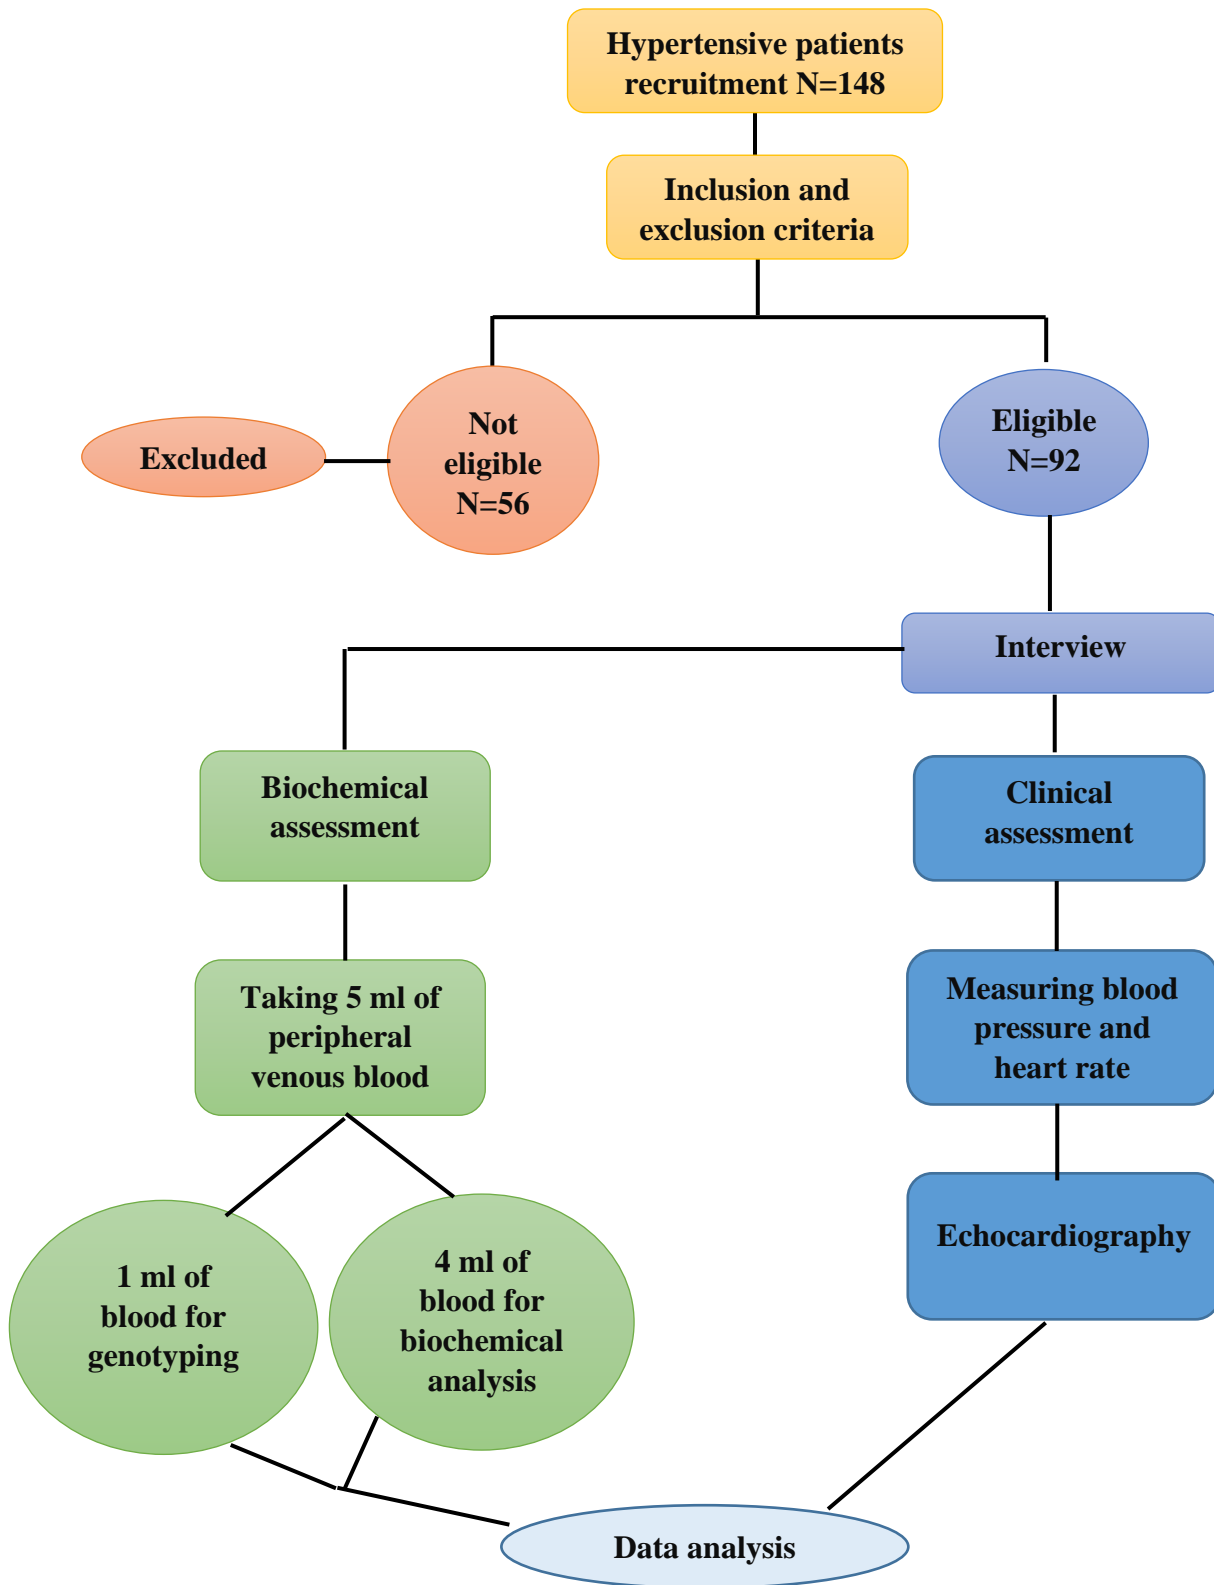 Hypertensive patients
recruitment N=148
Inclusion and
exclusion criteria
Excluded
Not
eligible
N=56
Eligible
N=92
Interview
Biochemical
assessment
Clinical
assessment
Taking 5 ml of
peripheral
venous blood
Measuring blood
pressure and
heart rate
1 ml of
blood for
genotyping
4 ml of
blood for
biochemical
analysis
Echocardiography
Data analysis